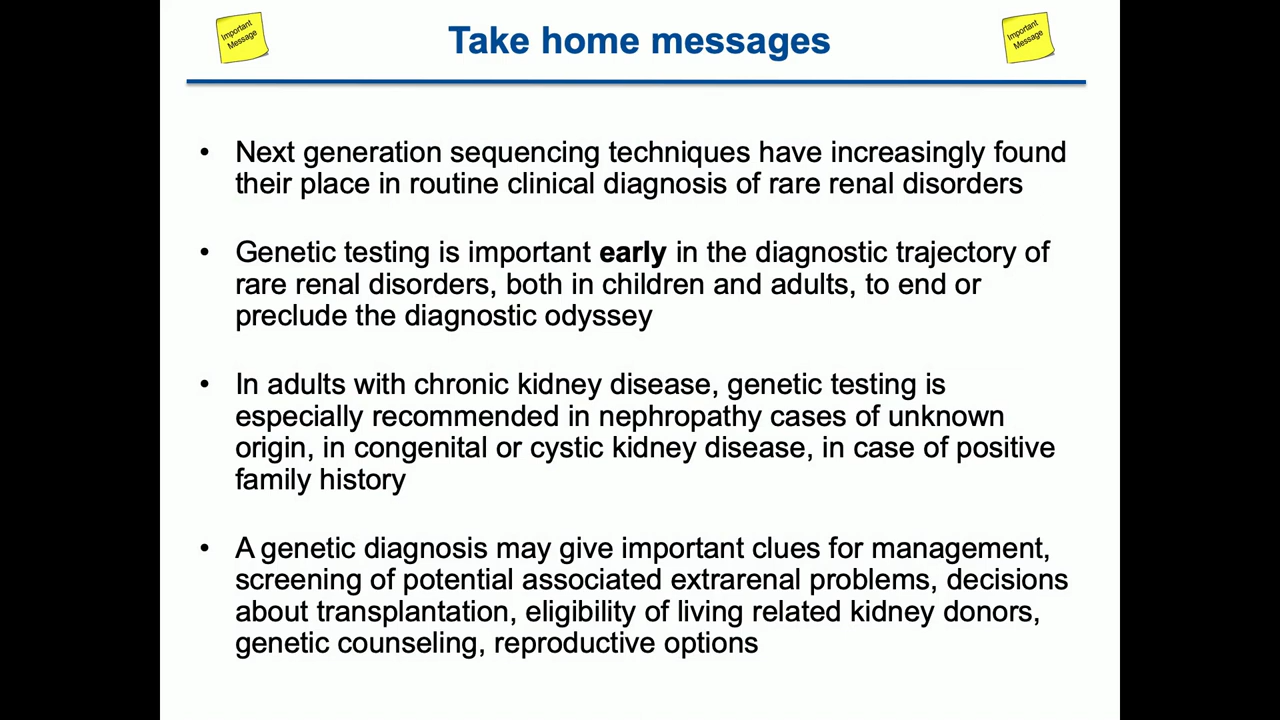 Important
Message
Take home messages
Important
Message
• Next generation sequencing techniques have increasingly found
their place in routine clinical diagnosis of rare renal disorders
• Genetic testing is important early in the diagnostic trajectory of
rare renal disorders, both in children and adults, to end or
preclude the diagnostic odyssey
• In adults with chronic kidney disease, genetic testing is
especially recommended in nephropathy cases of unknown
origin, in congenital or cystic kidney disease, in case of positive
family history
• A genetic diagnosis may give important clues for management,
screening of potential associated extrarenal problems, decisions
about transplantation, eligibility of living related kidney donors,
genetic counseling, reproductive options